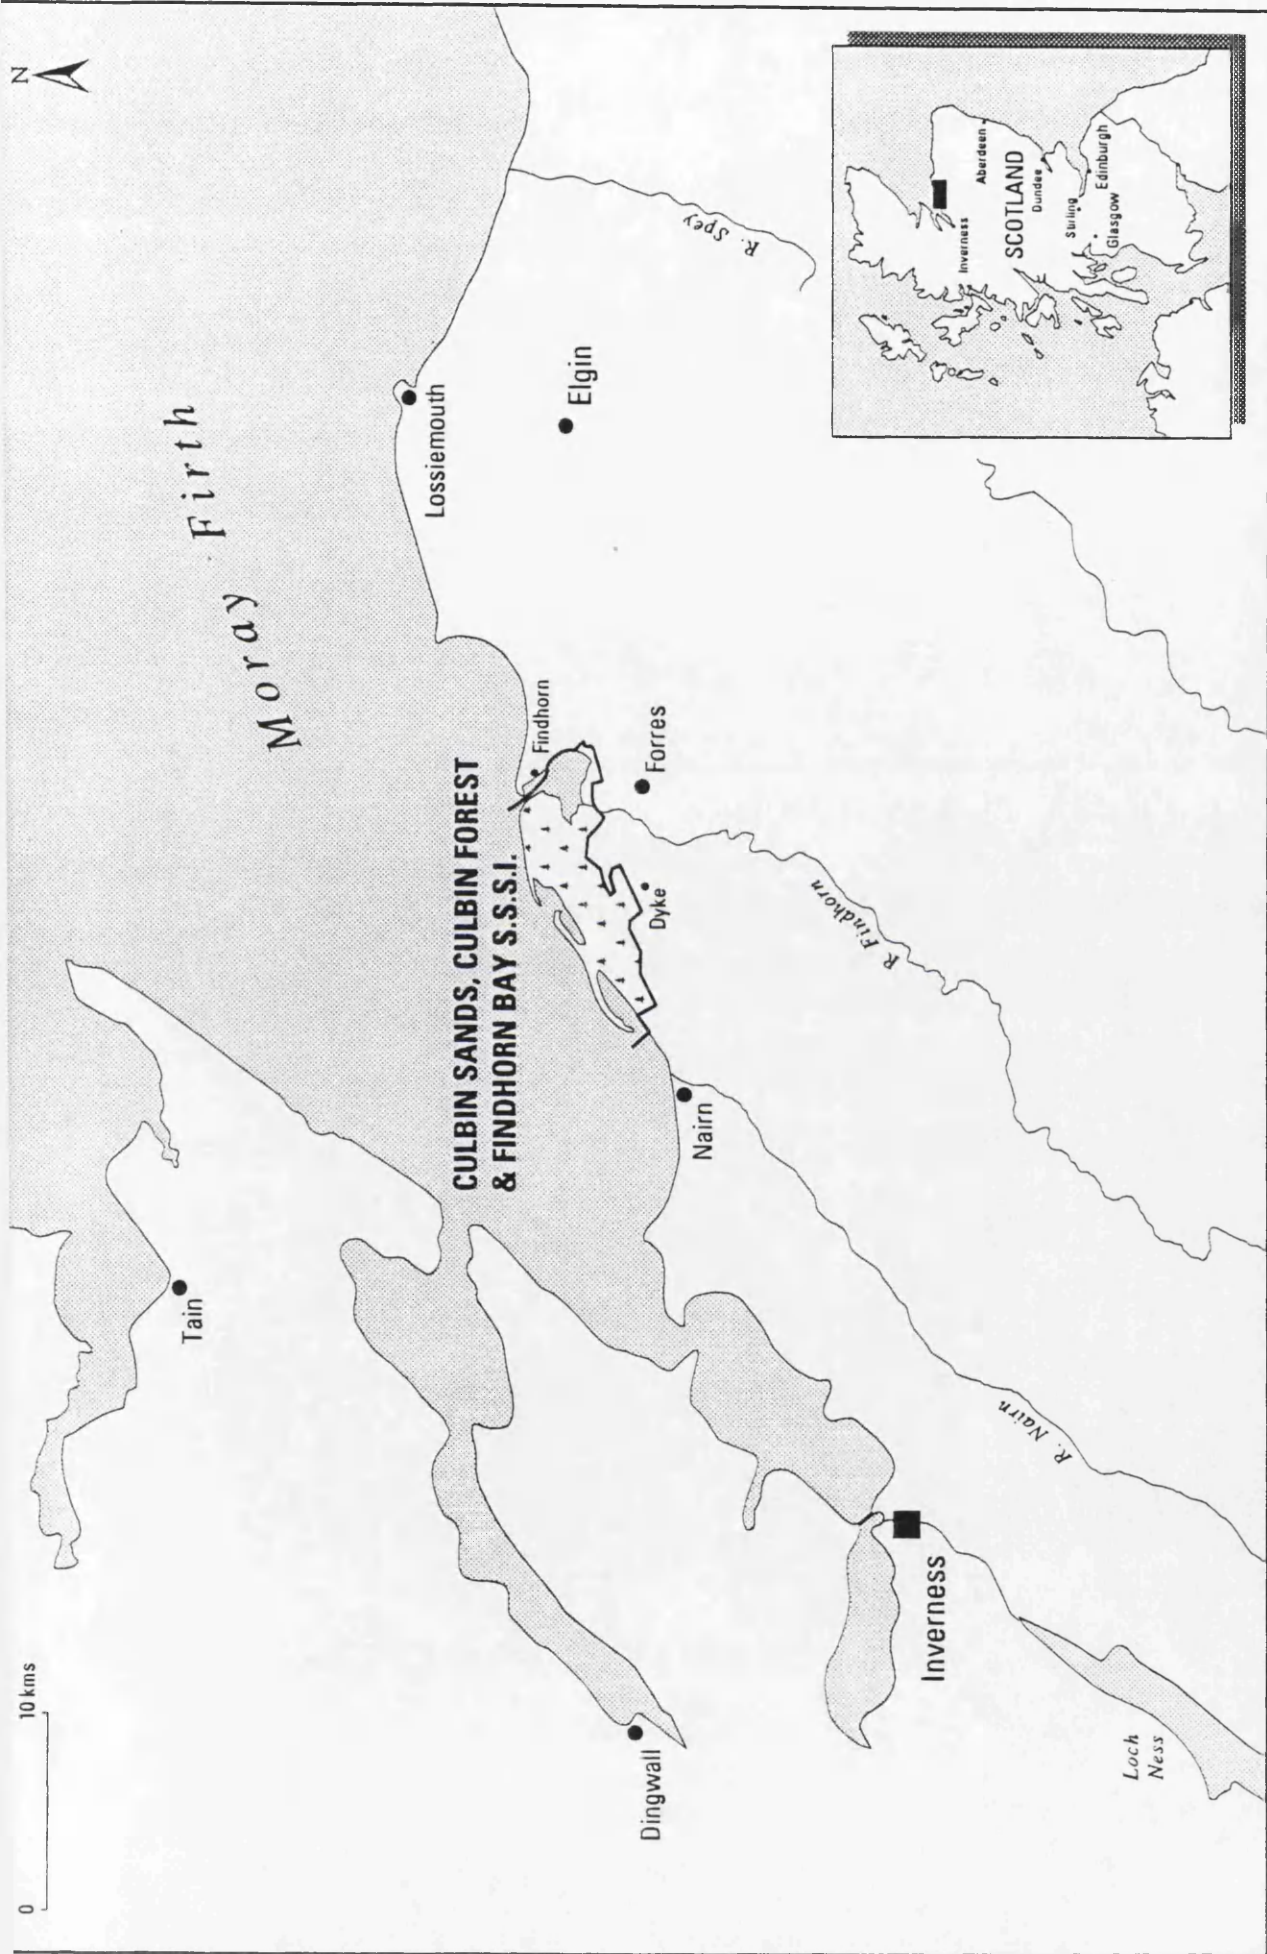 N
0 10 kms
Moray Firth
Tain
Lossiemouth
Elgin
R. Spey
CULBIN SANDS, CULBIN FOREST
& FINDHORN BAY S.S.S.I.
Findhorn
Forres
Dyke
Nairn
R Findhorn
R. Nairn
Dingwall
Inverness
Loch
Ness
Inverness
Aberdeen
SCOTLAND
Dundee
Stirling
Edinburgh
Glasgow